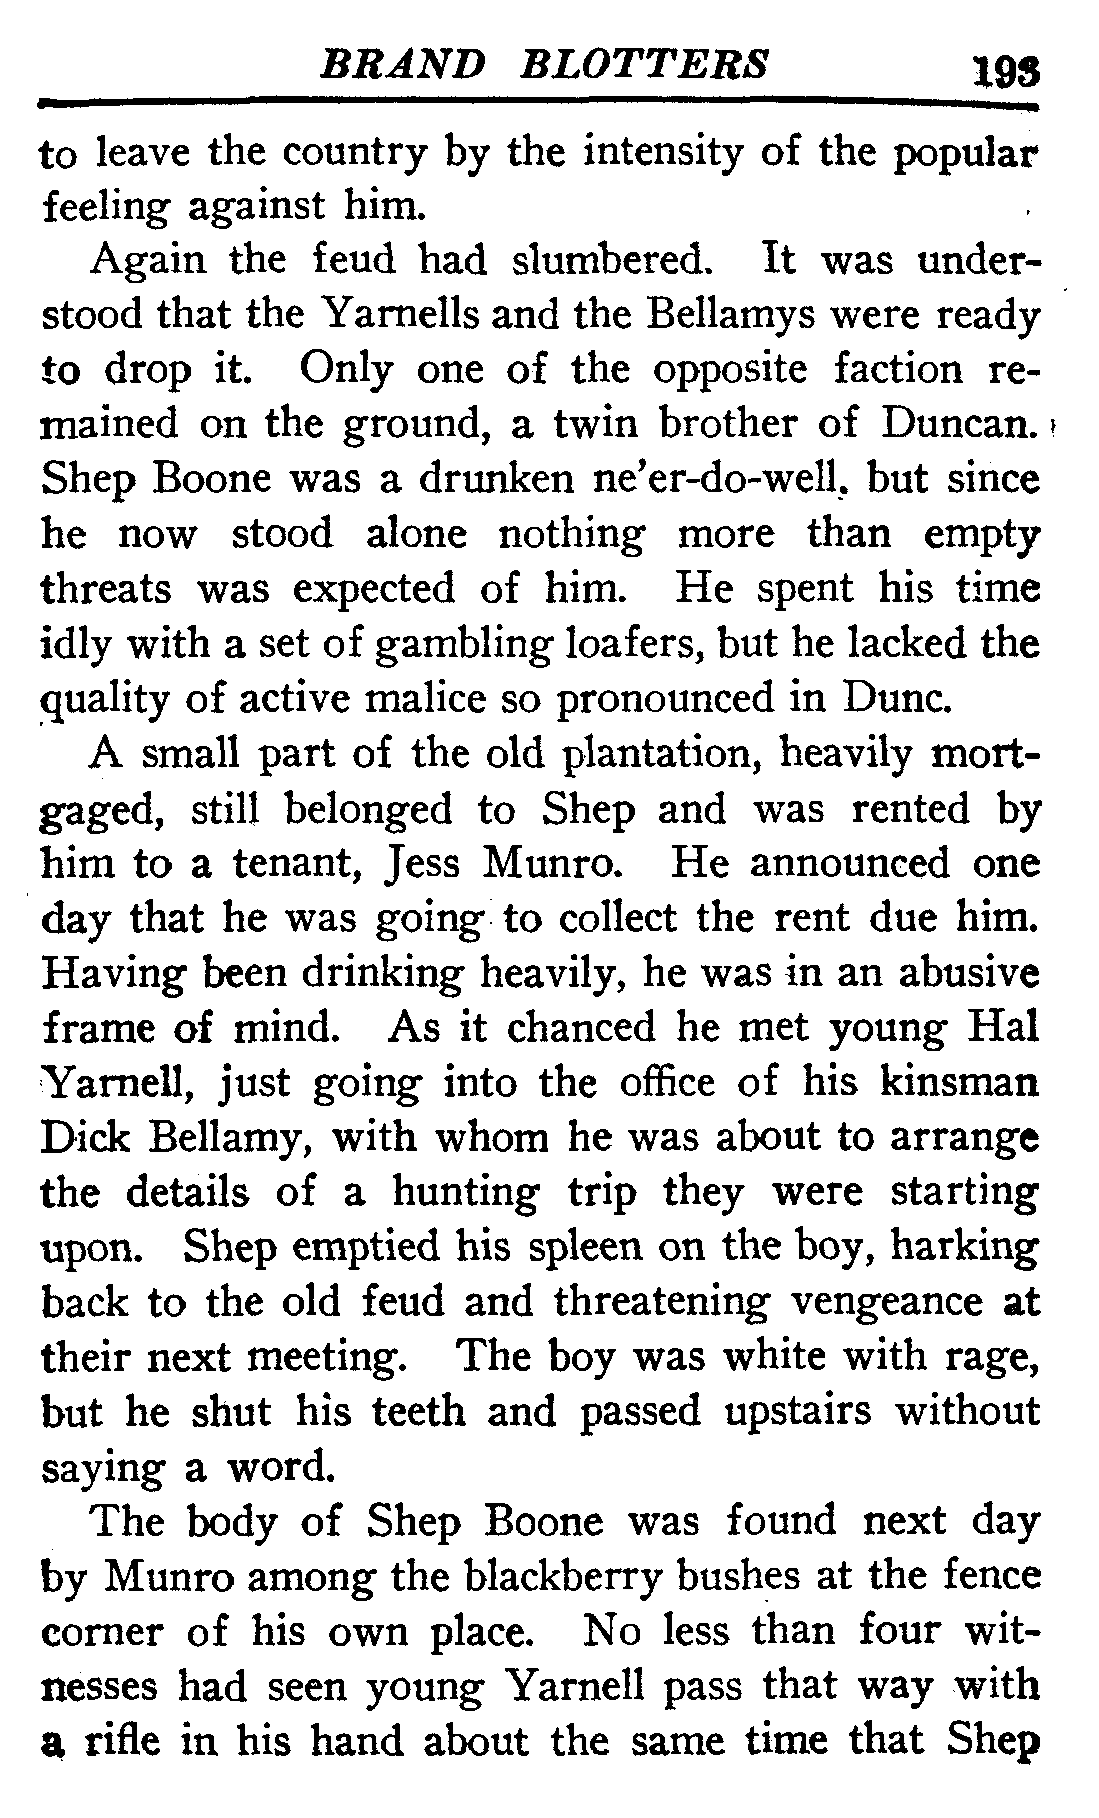 BRAND BLOTTERS 193
to leave the country by the intensity of the popular
feeling against him.
Again the feud had slumbered. It was under-
stood that the Yarnells and the Bellamys were ready
to drop it. Only one of the opposite faction re-
mained on the ground, a twin brother of Duncan.
Shep Boone was a drunken ne'er-do-well, but since
he now stood alone nothing more than empty
threats was expected of him. He spent his time
idly with a set of gambling loafers, but he lacked the
quality of active malice so pronounced in Dunc.
A small part of the old plantation, heavily mort-
gaged, still belonged to Shep and was rented by
him to a tenant, Jess Munro. He announced one
day that he was going to collect the rent due him.
Having been drinking heavily, he was in an abusive
frame of mind. As it chanced he met young Hal
Yarnell, just going into the office of his kinsman
Dick Bellamy, with whom he was about to arrange
the details of a hunting trip they were starting
upon. Shep emptied his spleen on the boy, harking
back to the old feud and threatening vengeance at
their next meeting. The boy was white with rage,
but he shut his teeth and passed upstairs without
saying a word.
The body of Shep Boone was found next day
by Munro among the blackberry bushes at the fence
corner of his own place. No less than four wit-
nesses had seen young Yarnell pass that way with
a rifle in his hand about the same time that Shep